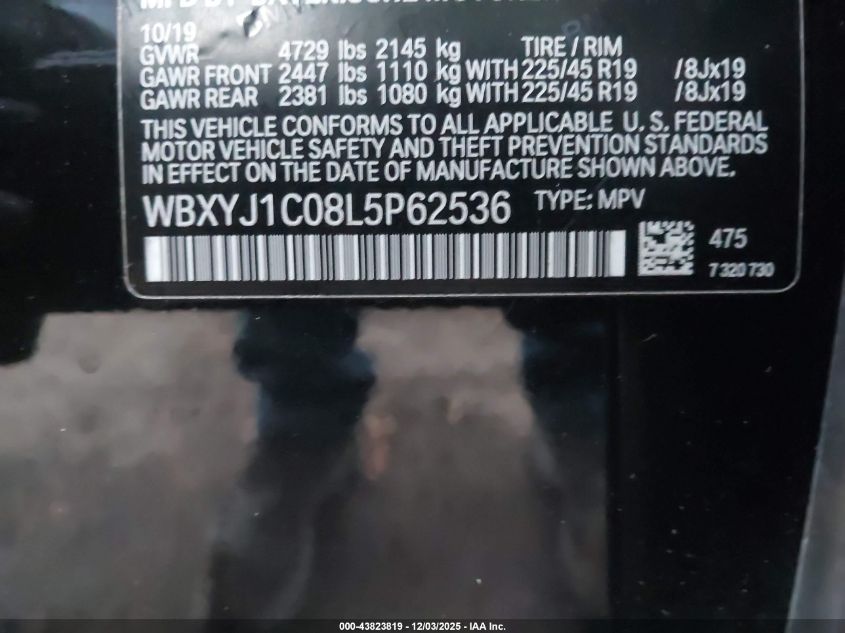 10/19
GVWR 4729 lbs 2145 kg TIRE / RIM
GAWR FRONT 2447 lbs 1110 kg WITH 225/45 R19 /8Jx19
GAWR REAR 2381 lbs 1080 kg WITH 225/45 R19 /8Jx19
THIS VEHICLE CONFORMS TO ALL APPLICABLE U. S. FEDERAL
MOTOR VEHICLE SAFETY AND THEFT PREVENTION STANDARDS
IN EFFECT ON THE DATE OF MANUFACTURE SHOWN ABOVE.
WBXYJ1C08L5P62536 TYPE: MPV
475
7 320 730
000-43823819 - 12/03/2025 - IAA Inc.